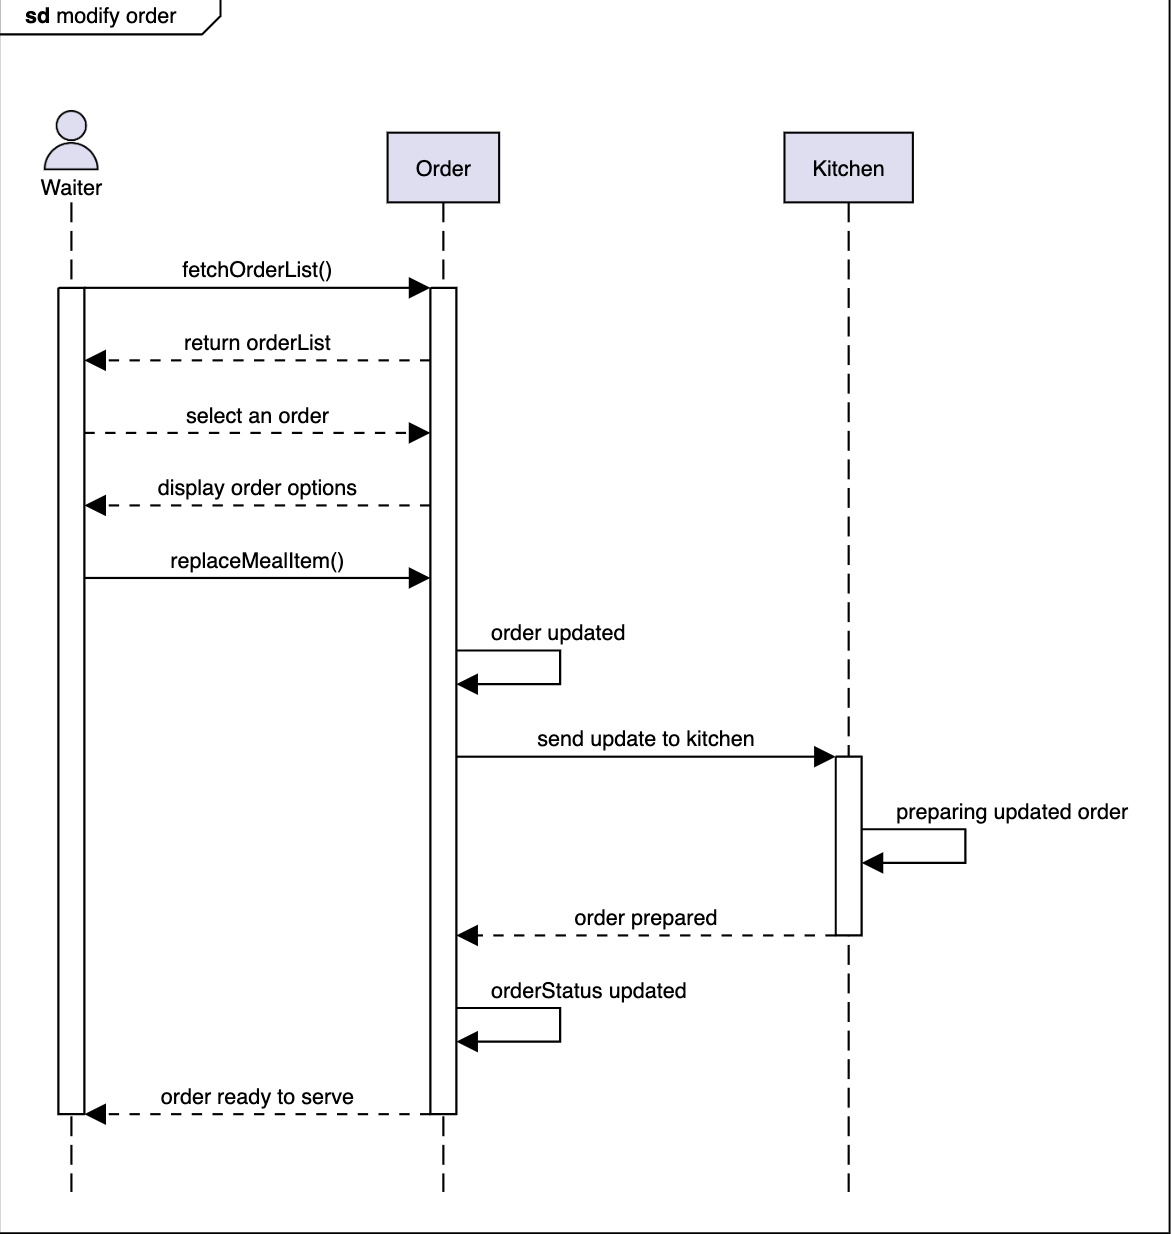 sd modify order
Waiter
Order
Kitchen
fetchOrderList()
return orderList
select an order
display order options
replaceMealItem()
order updated
send update to kitchen
preparing updated order
order prepared
orderStatus updated
order ready to serve